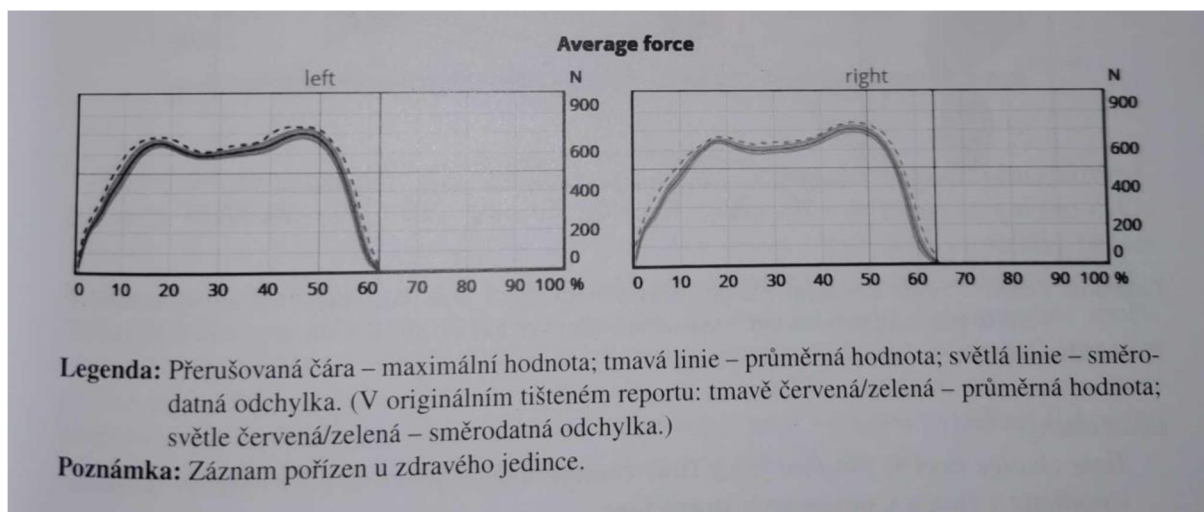 Average force
left
N
900
600
400
200
0
0 10 20 30 40 50 60 70 80 90 100 %
right
N
900
600
400
200
0
0 10 20 30 40 50 60 70 80 90 100 %
Legenda: Přerušovaná čára – maximální hodnota; tmavá linie – průměrná hodnota; světlá linie – směro-
datná odchylka. (V originálním tišteném reportu: tmavě červená/zelená – průměrná hodnota;
světle červená/zelená – směrodatná odchylka.)
Poznámka: Záznam pořízen u zdravého jedince.